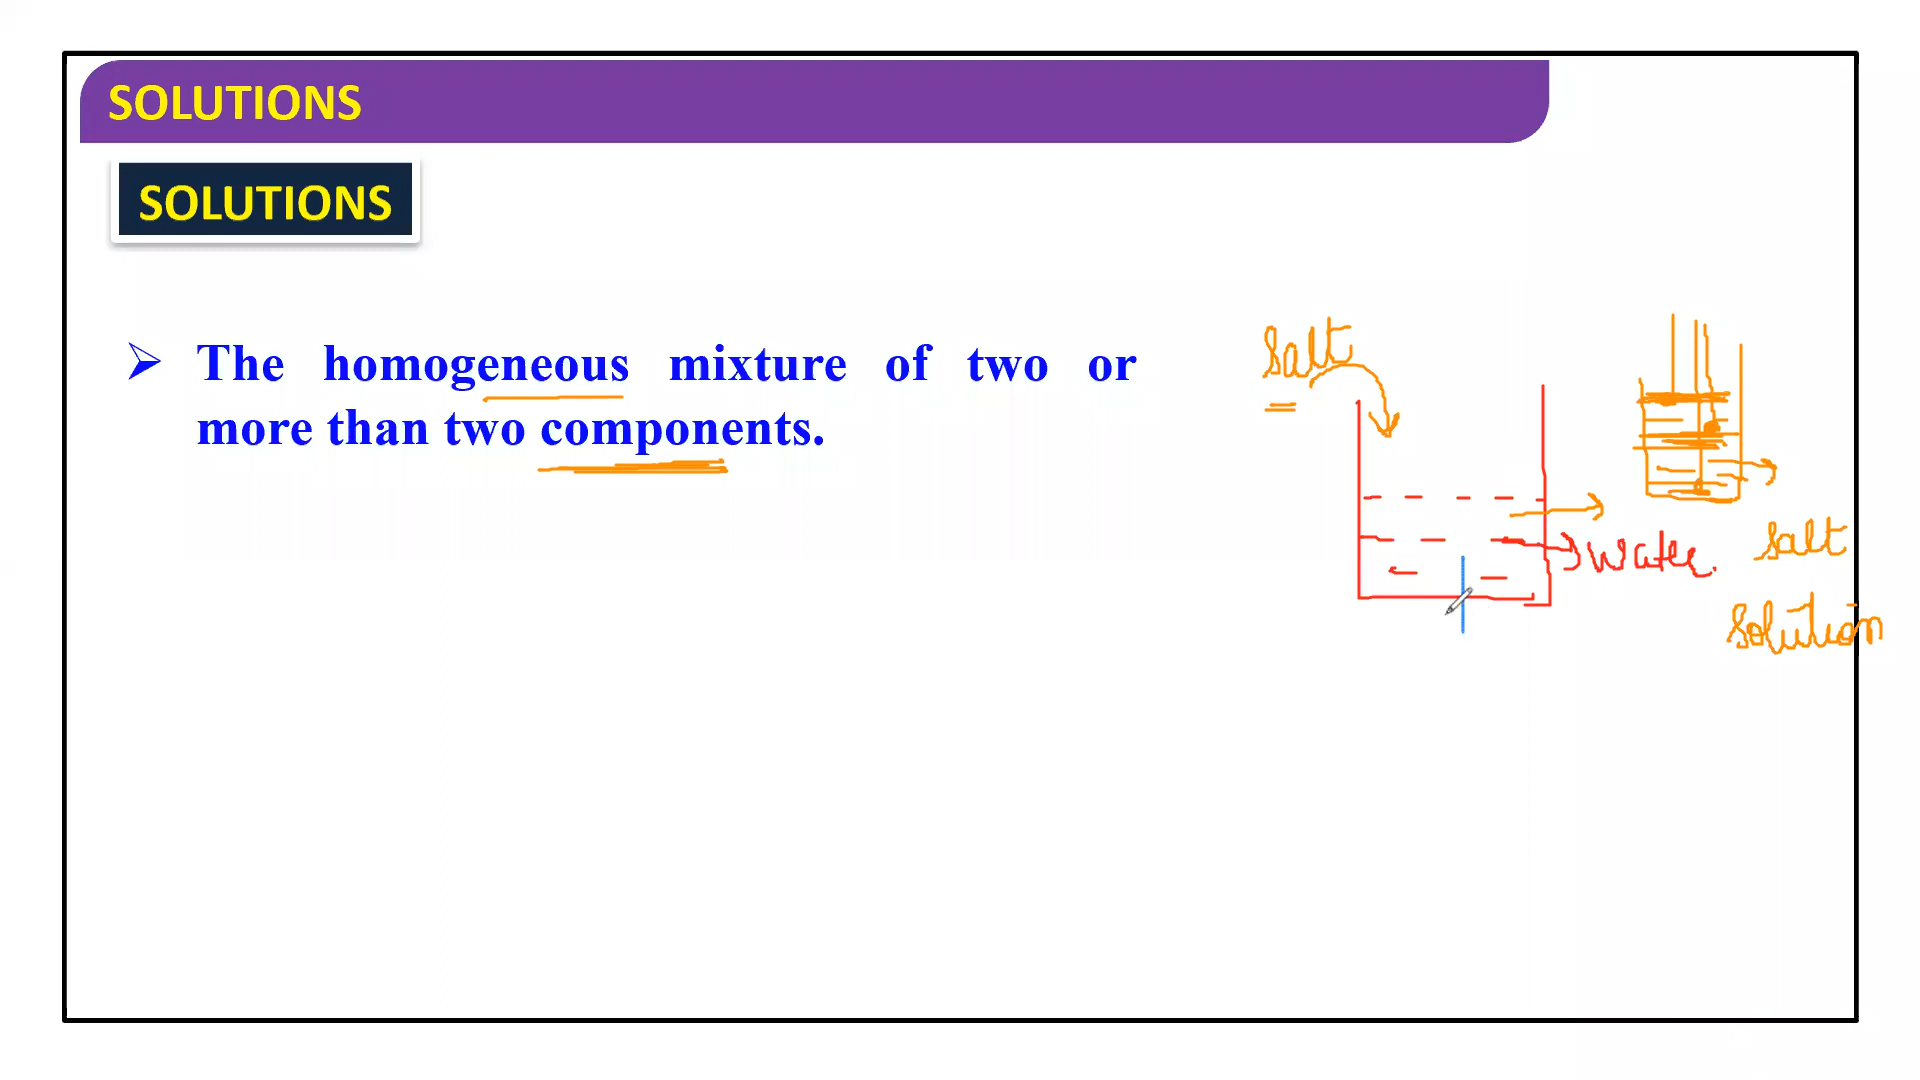 SOLUTIONS
SOLUTIONS
The homogeneous mixture of two or
more than two components.
Salt
Water.
Salt
Solution